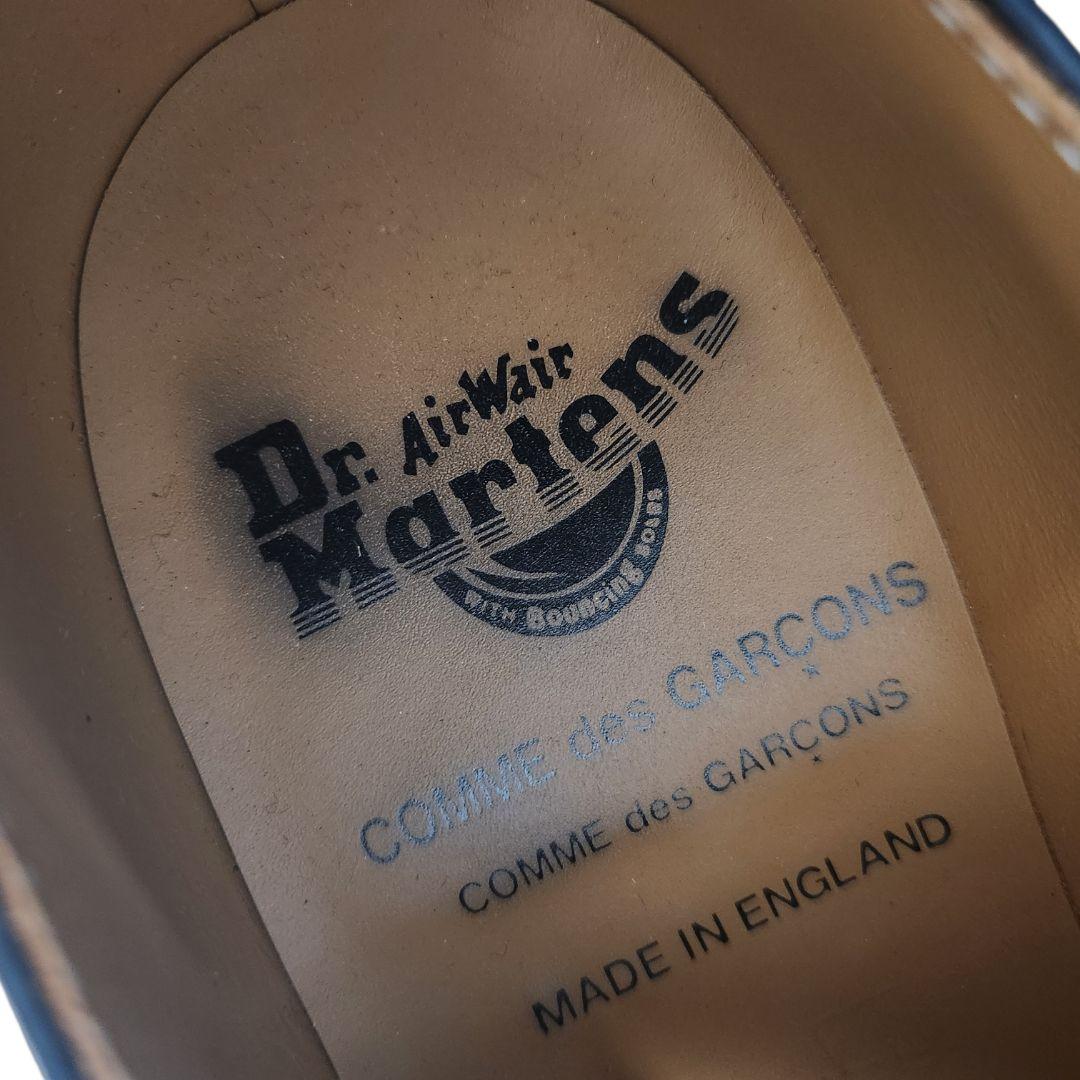 Dr. AirWair
Martens
WITH BOUNCING SOLES
COMME des GARÇONS
COMME des GARÇONS
MADE IN ENGLAND